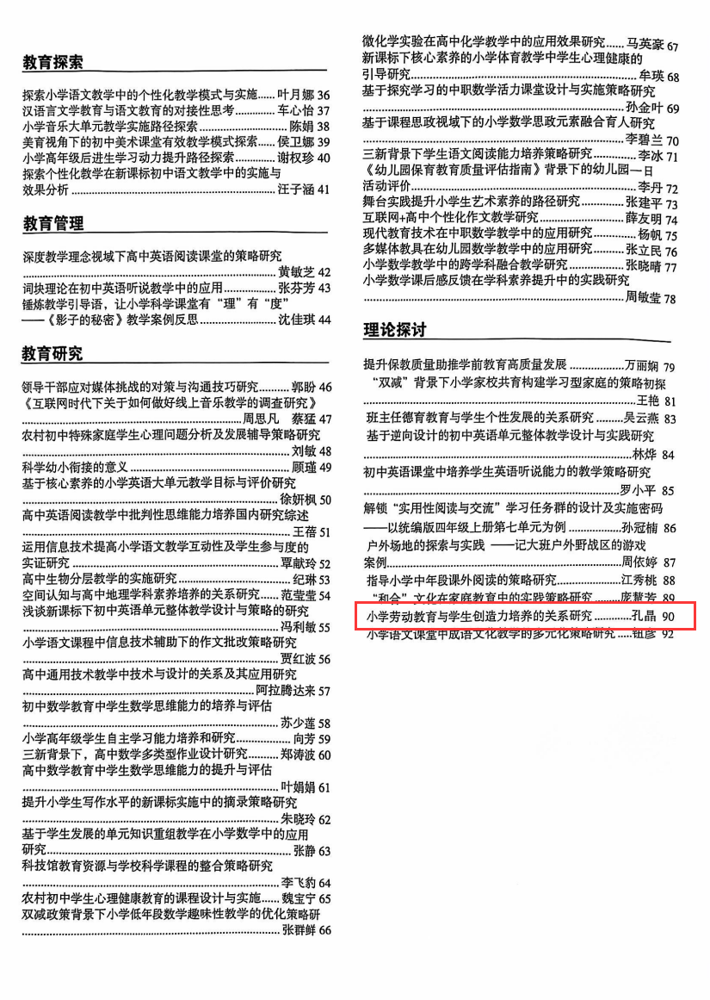 教育探索
探索小学语文教学中的个性化教学模式与实施......叶月娜 36
汉语言文学教育与语文教育的对接性思考.............车心怡 37
小学音乐大单元教学实施路径探索.............................陈娟 38
美育视角下的初中美术课堂有效教学模式探索......侯卫娜 39
小学高年级后进生学习动力提升路径探索.............谢权珍 40
探索个性化教学在新课标初中语文教学中的实施与
效果分析.............................................................汪子涵 41
教育管理
深度教学理念视域下高中英语阅读课堂的策略研究
..............................................................................黄敏芝 42
词块理论在初中英语听说教学中的应用.................张芬芳 43
锤炼教学引导语，让小学科学课堂有“理”有“度”
——《影子的秘密》教学案例反思.........................沈佳琪 44
教育研究
领导干部应对媒体挑战的对策与沟通技巧研究.........郭盼 46
《互联网时代下关于如何做好线上音乐教学的调查研究》
......................................................................周思凡 蔡猛 47
农村初中特殊家庭学生心理问题分析及发展辅导策略研究
..................................................................................刘敏 48
科学幼小衔接的意义.................................................顾瑾 49
基于核心素养的小学英语大单元教学目标与评价研究
..............................................................................徐妍枫 50
高中英语阅读教学中批判性思维能力培养国内研究综述
..................................................................................王蓓 51
运用信息技术提高小学语文教学互动性及学生参与度的
实证研究.................................................................覃献玲 52
高中生物分层教学的实施研究.....................................纪琳 53
空间认知与高中地理学科素养培养的关系研究......范莹莹 54
浅谈新课标下初中英语单元整体教学设计与策略的研究
..............................................................................冯利敏 55
小学语文课程中信息技术辅助下的作文批改策略研究
..............................................................................贾红波 56
高中通用技术教学中技术与设计的关系及其应用研究
......................................................................阿拉腾达来 57
初中数学教育中学生数学思维能力的培养与评估
..............................................................................苏少莲 58
小学高年级学生自主学习能力培养和研究.................向芳 59
三新背景下，高中数学多类型作业设计研究..........郑涛波 60
高中数学教育中学生数学思维能力的提升与评估
..............................................................................叶娟娟 61
提升小学生写作水平的新课标实施中的摘录策略研究
..............................................................................朱晓玲 62
基于学生发展的单元知识重组教学在小学数学中的应用
研究.............................................................................张静 63
科技馆教育资源与学校科学课程的整合策略研究
..............................................................................李飞豹 64
农村初中学生心理健康教育的课程设计与实施......魏宝宁 65
双减政策背景下小学低年段数学趣味性教学的优化策略研
..............................................................................张群鲜 66
微化学实验在高中化学教学中的应用效果研究......马英豪 67
新课标下核心素养的小学体育教学中学生心理健康的
引导研究.....................................................................牟瑛 68
基于探究学习的中职数学活力课堂设计与实施策略研究
..............................................................................孙金叶 69
基于课程思政视域下的小学数学思政元素融合育人研究
..............................................................................李碧兰 70
三新背景下学生语文阅读能力培养策略研究.............李冰 71
《幼儿园保育教育质量评估指南》背景下的幼儿园一日
活动评价.....................................................................李丹 72
舞台实践提升小学生艺术素养的路径研究.............张建平 73
互联网+高中个性化作文教学研究.........................薛友明 74
现代教育技术在中职数学教学中的应用研究.............杨帆 75
多媒体教具在幼儿园数学教学中的应用研究..........张立民 76
小学数学教学中的跨学科融合教学研究.................张晓晴 77
小学数学课后感反馈在学科素养提升中的实践研究
..............................................................................周敏莹 78
理论探讨
提升保教质量助推学前教育高质量发展.................万丽娴 79
“双减”背景下小学家校共育构建学习型家庭的策略初探
..................................................................................王艳 81
班主任德育教育与学生个性发展的关系研究.........吴云燕 83
基于逆向设计的初中英语单元整体教学设计与实践研究
..................................................................................林烨 84
初中英语课堂中培养学生英语听说能力的教学策略研究
..............................................................................罗小平 85
解锁“实用性阅读与交流”学习任务群的设计及实施密码
——以统编版四年级上册第七单元为例.................孙冠楠 86
户外场地的探索与实践 ——记大班户外野战区的游戏
案例.........................................................................周依婷 87
指导小学中年段课外阅读的策略研究.....................江秀桃 88
“和合”文化在家庭教育中的实践策略研究.........庞慧芳 89
小学劳动教育与学生创造力培养的关系研究............孔晶 90
小学语文课堂中成语文化教学的多元化策略研究.....钮彦 92